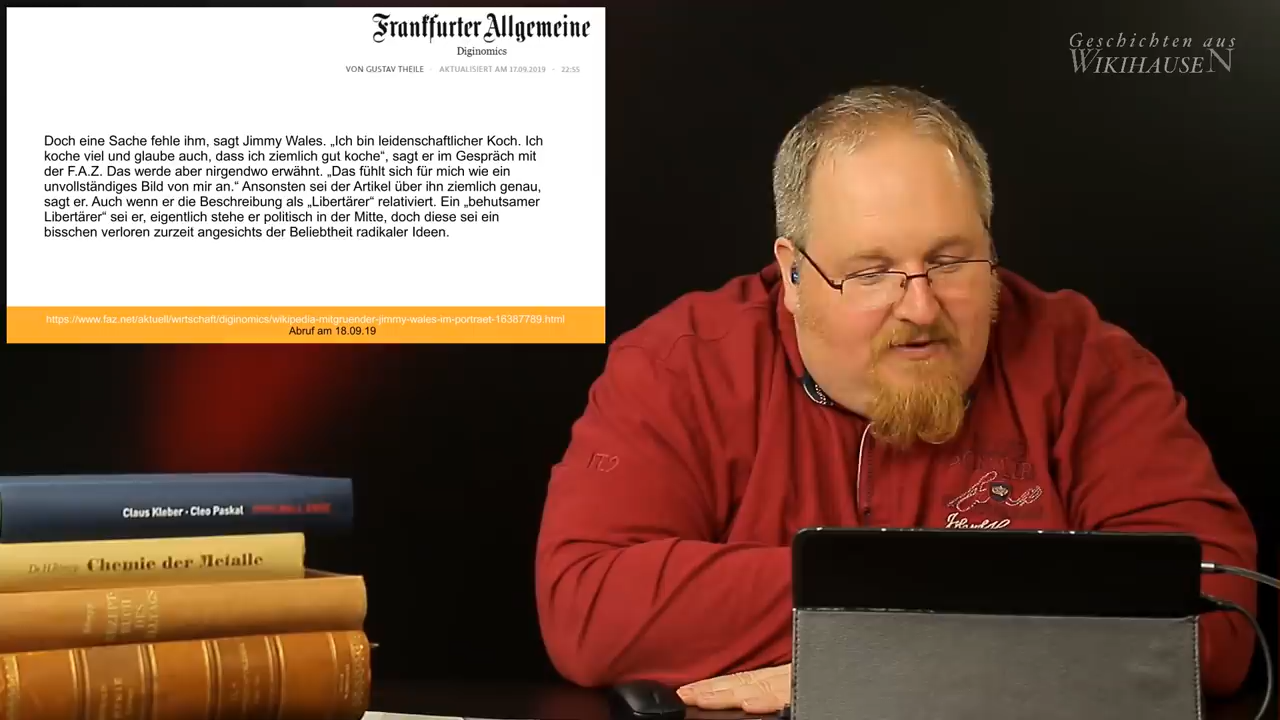 Frankfurter Allgemeine
Diginomics
VON GUSTAV THEILE · AKTUALISIERT AM 17.09.2019 - 22:55
Doch eine Sache fehle ihm, sagt Jimmy Wales. „Ich bin leidenschaftlicher Koch. Ich
koche viel und glaube auch, dass ich ziemlich gut koche“, sagt er im Gespräch mit
der F.A.Z. Das werde aber nirgendwo erwähnt. „Das fühlt sich für mich wie ein
unvollständiges Bild von mir an.“ Ansonsten sei der Artikel über ihn ziemlich genau,
sagt er. Auch wenn er die Beschreibung als „Libertärer“ relativiert. Ein „behutsamer
Libertärer“ sei er, eigentlich stehe er politisch in der Mitte, doch diese sei ein
bisschen verloren zurzeit angesichts der Beliebtheit radikaler Ideen.
https://www.faz.net/aktuell/wirtschaft/diginomics/wikipedia-mitgruender-jimmy-wales-im-portraet-16387789.html
Abruf am 18.09.19
Geschichten aus
WIKIHAUSEN
Claus Kleber · Cleo Paskal
Chemie der Metalle